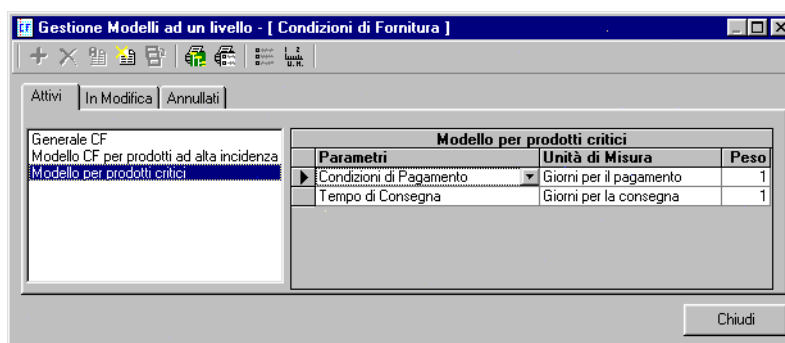 Gestione Modelli ad un livello - [ Condizioni di Fornitura ]
1 2
U.M.
Attivi In Modifica Annullati
Generale CF
Modello CF per prodotti ad alta incidenza
Modello per prodotti critici
Modello per prodotti critici
Parametri Unità di Misura Peso
Condizioni di Pagamento Giorni per il pagamento 1
Tempo di Consegna Giorni per la consegna 1
Chiudi